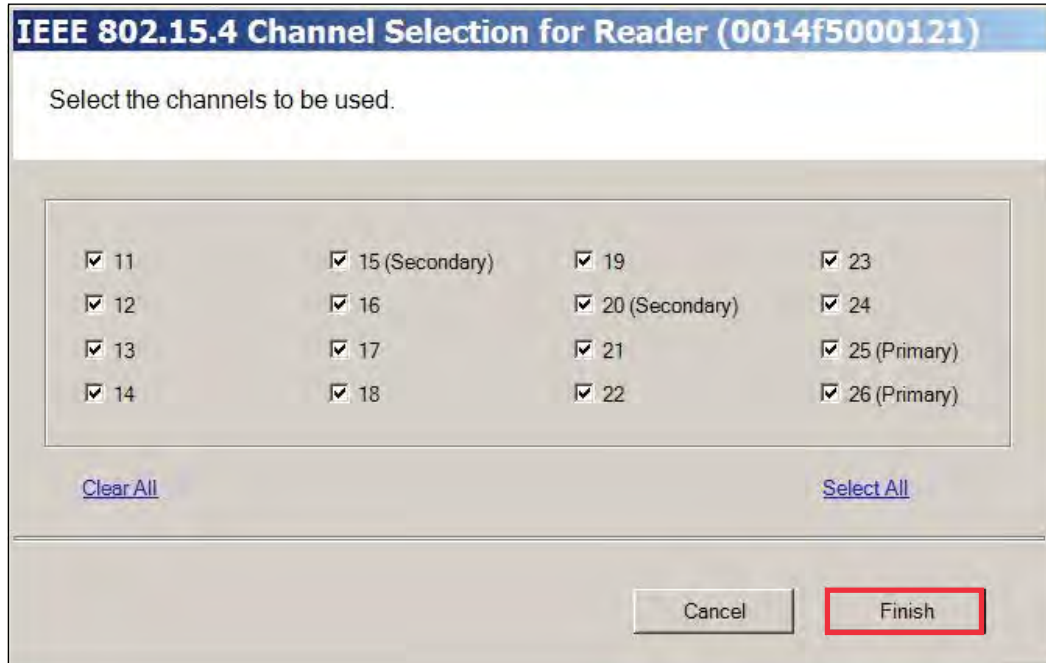 IEEE 802.15.4 Channel Selection for Reader (0014f5000121)
Select the channels to be used.
11 15 (Secondary) 19 23
12 16 20 (Secondary) 24
13 17 21 25 (Primary)
14 18 22 26 (Primary)
Clear All Select All
Cancel Finish